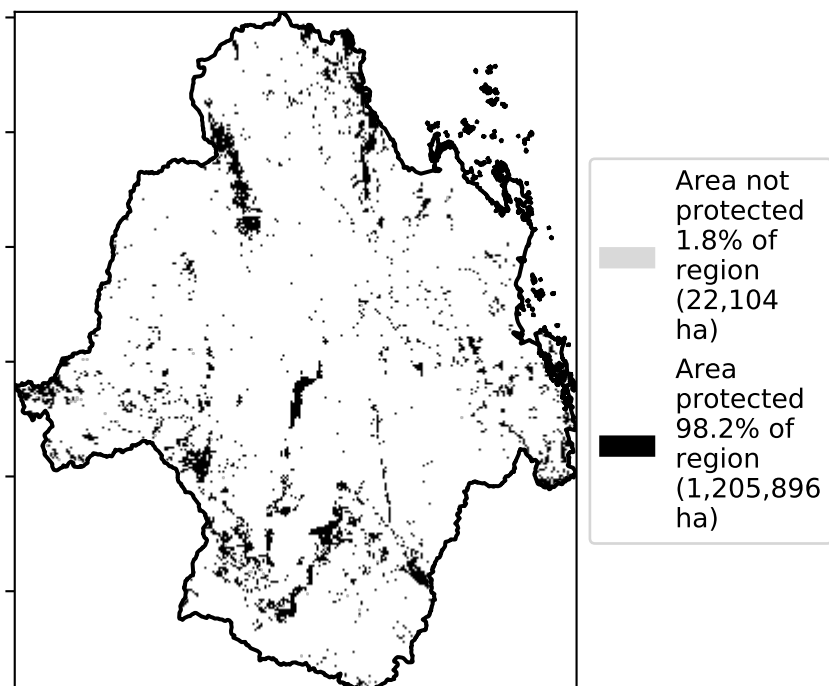 Area not
protected
1.8% of
region
(22,104
ha)
Area
protected
98.2% of
region
(1,205,896
ha)